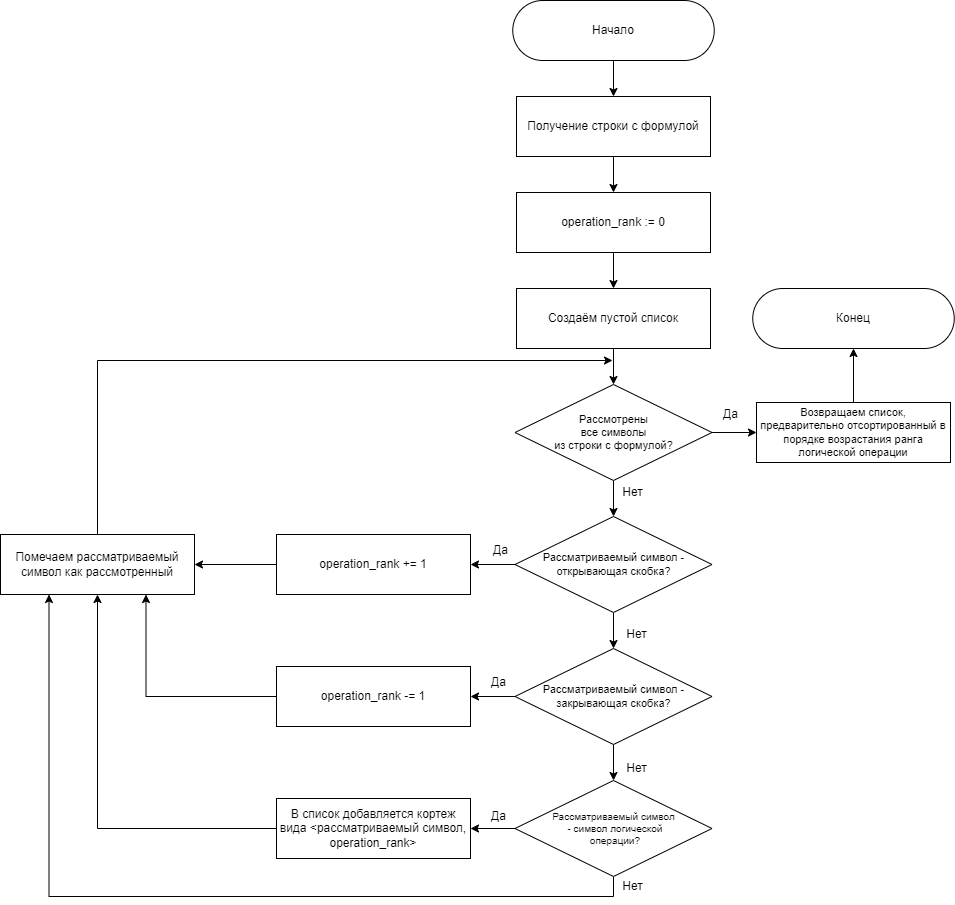 Начало
Получение строки с формулой
operation_rank := 0
Создаём пустой список
Конец
Рассмотрены
все символы
из строки с формулой?
Да
Возвращаем список,
предварительно отсортированный в
порядке возрастания ранга
логической операции
Нет
Помечаем рассматриваемый
символ как рассмотренный
operation_rank += 1
Да
Рассматриваемый символ -
открывающая скобка?
Нет
operation_rank -= 1
Да
Рассматриваемый символ -
закрывающая скобка?
Нет
В список добавляется кортеж
вида <рассматриваемый символ,
operation_rank>
Да
Рассматриваемый символ
- символ логической
операции?
Нет